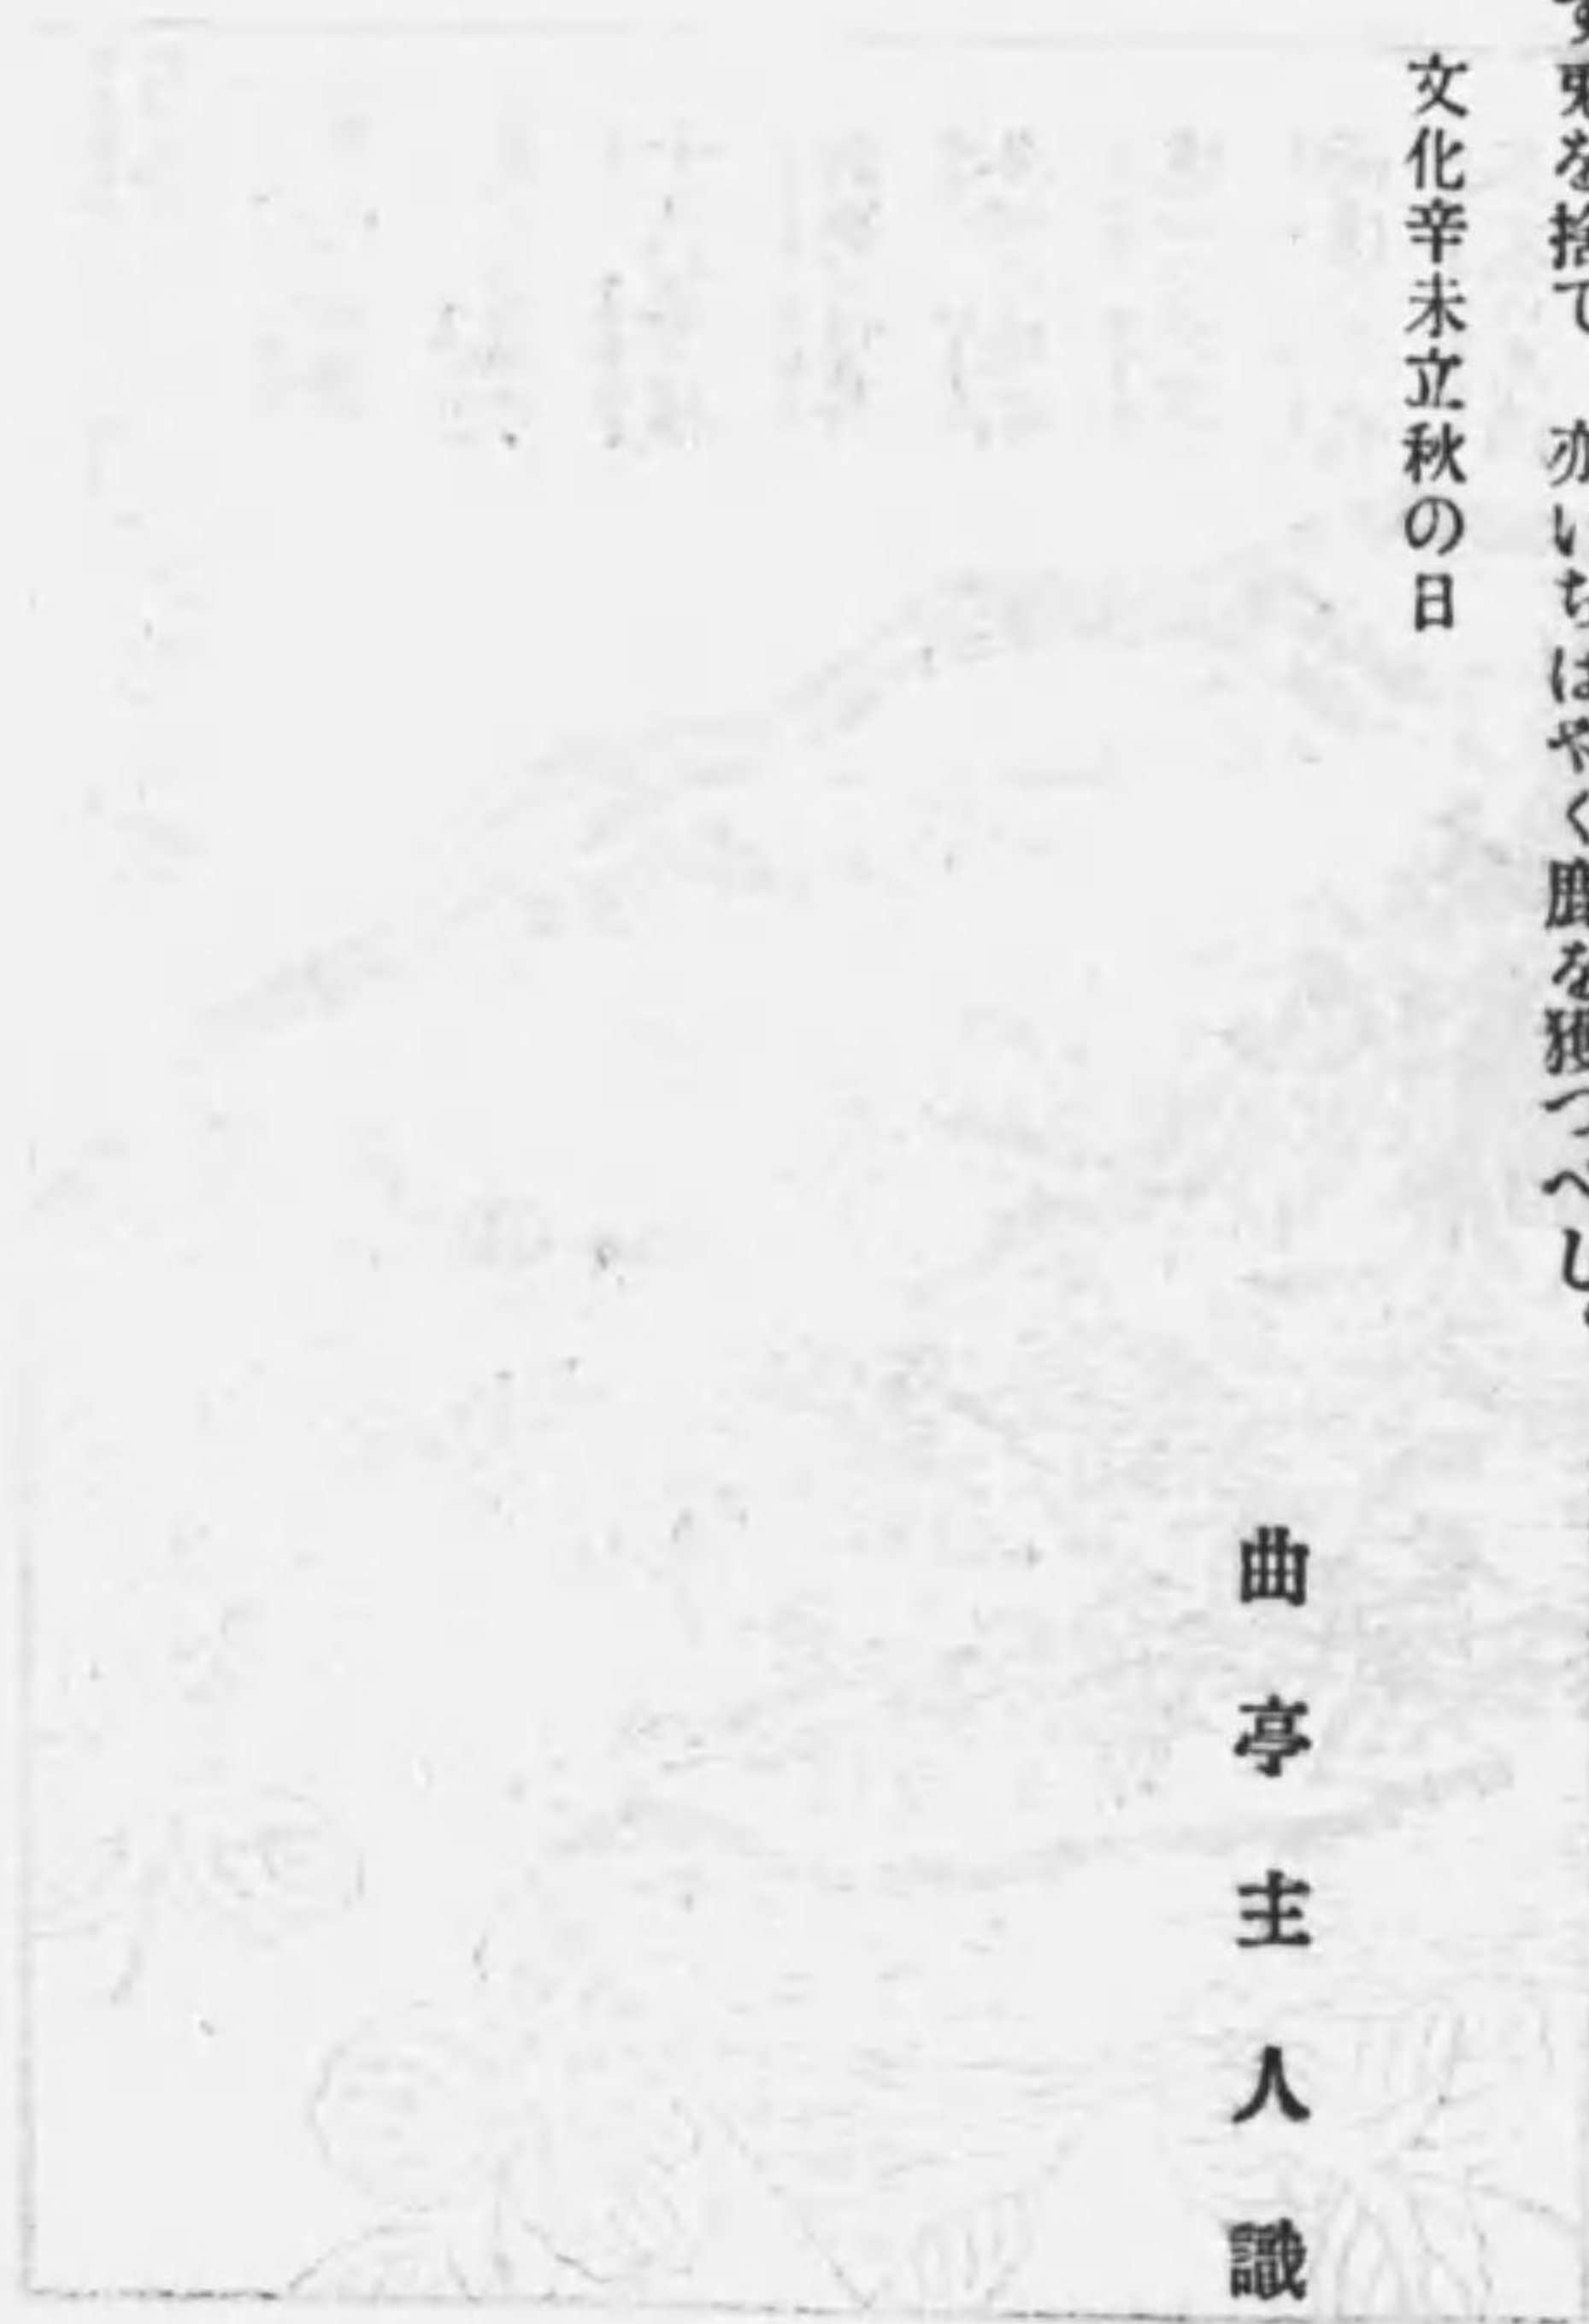 兎を捨て 亦いちはやく鹿を獲つべし。
文化辛未立秋の日
曲亭主人識